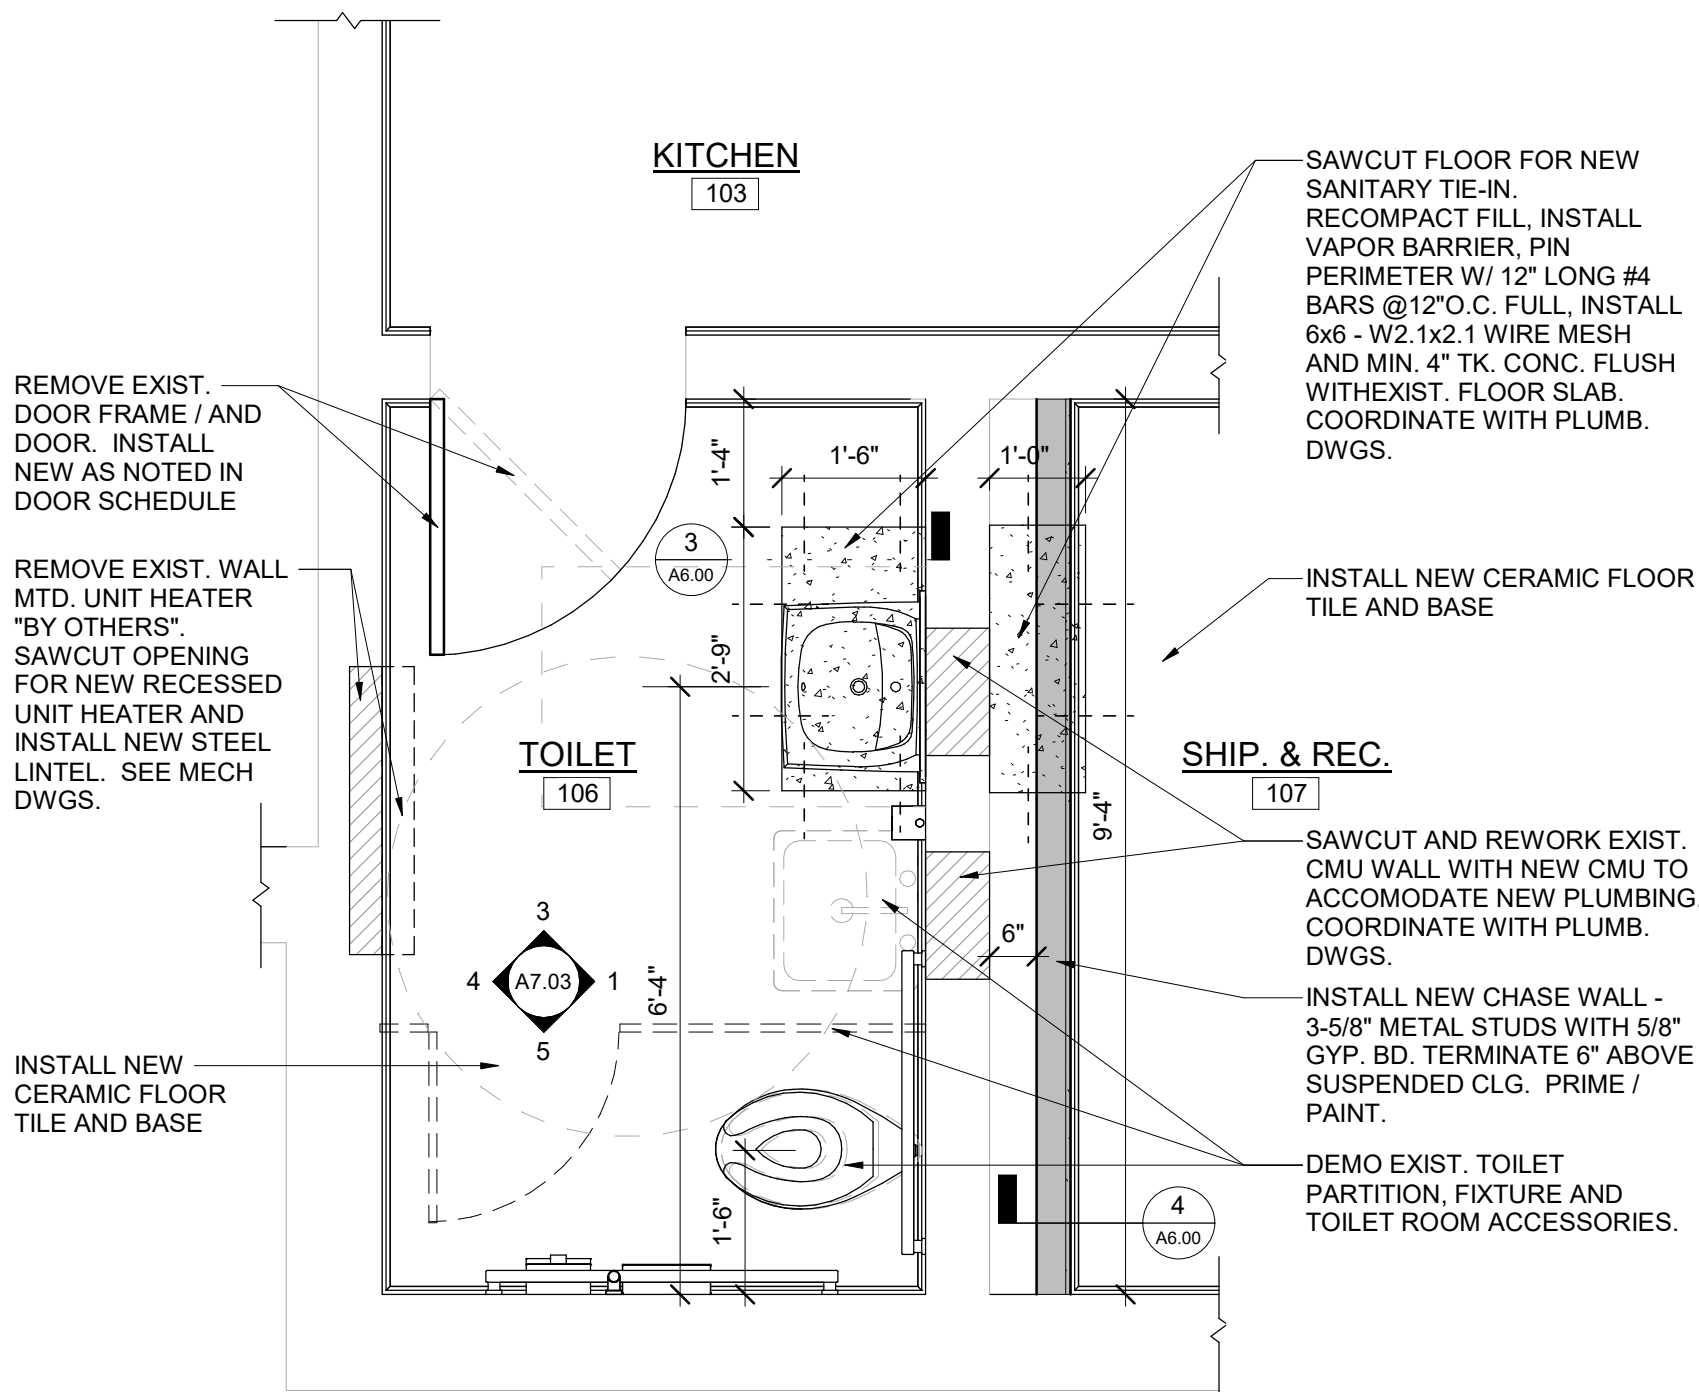 KITCHEN
103
SAWCUT FLOOR FOR NEW
SANITARY TIE-IN.
RECOMPACT FILL, INSTALL
VAPOR BARRIER, PIN
PERIMETER W/ 12" LONG #4
BARS @12"O.C. FULL, INSTALL
6x6 - W2.1x2.1 WIRE MESH
AND MIN. 4" TK. CONC. FLUSH
WITHEXIST. FLOOR SLAB.
COORDINATE WITH PLUMB.
DWGS.
REMOVE EXIST.
DOOR FRAME / AND
DOOR. INSTALL
NEW AS NOTED IN
DOOR SCHEDULE
1'-4"
1'-6"
1'-0"
3
A6.00
REMOVE EXIST. WALL
MTD. UNIT HEATER
"BY OTHERS".
SAWCUT OPENING
FOR NEW RECESSED
UNIT HEATER AND
INSTALL NEW STEEL
LINTEL. SEE MECH
DWGS.
INSTALL NEW CERAMIC FLOOR
TILE AND BASE
2'-9"
TOILET
106
SHIP. & REC.
107
9'-4"
SAWCUT AND REWORK EXIST.
CMU WALL WITH NEW CMU TO
ACCOMODATE NEW PLUMBING.
COORDINATE WITH PLUMB.
DWGS.
6"
3
4
A7.03
1
5
6'-4"
INSTALL NEW CHASE WALL -
3-5/8" METAL STUDS WITH 5/8"
GYP. BD. TERMINATE 6" ABOVE
SUSPENDED CLG. PRIME /
PAINT.
INSTALL NEW
CERAMIC FLOOR
TILE AND BASE
DEMO EXIST. TOILET
PARTITION, FIXTURE AND
TOILET ROOM ACCESSORIES.
1'-6"
4
A6.00